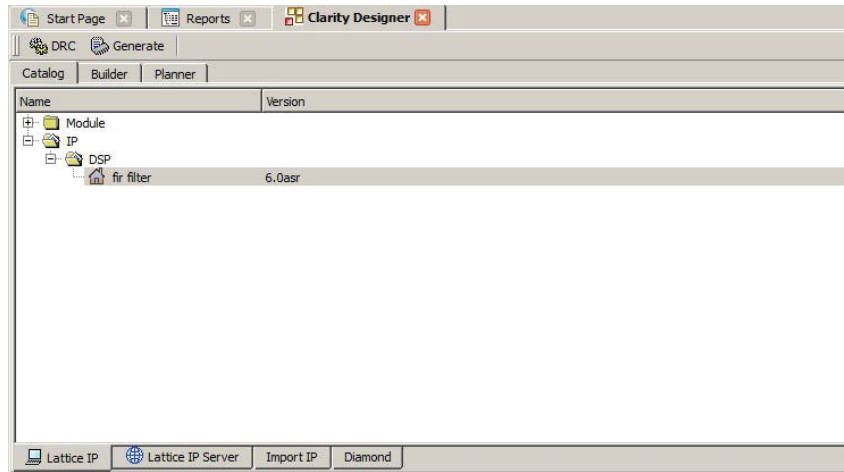 Start Page Reports Clarity Designer
DRC Generate
Catalog Builder Planner
Name Version
Module
IP
DSP
fir filter 6.0asr
Lattice IP Lattice IP Server Import IP Diamond